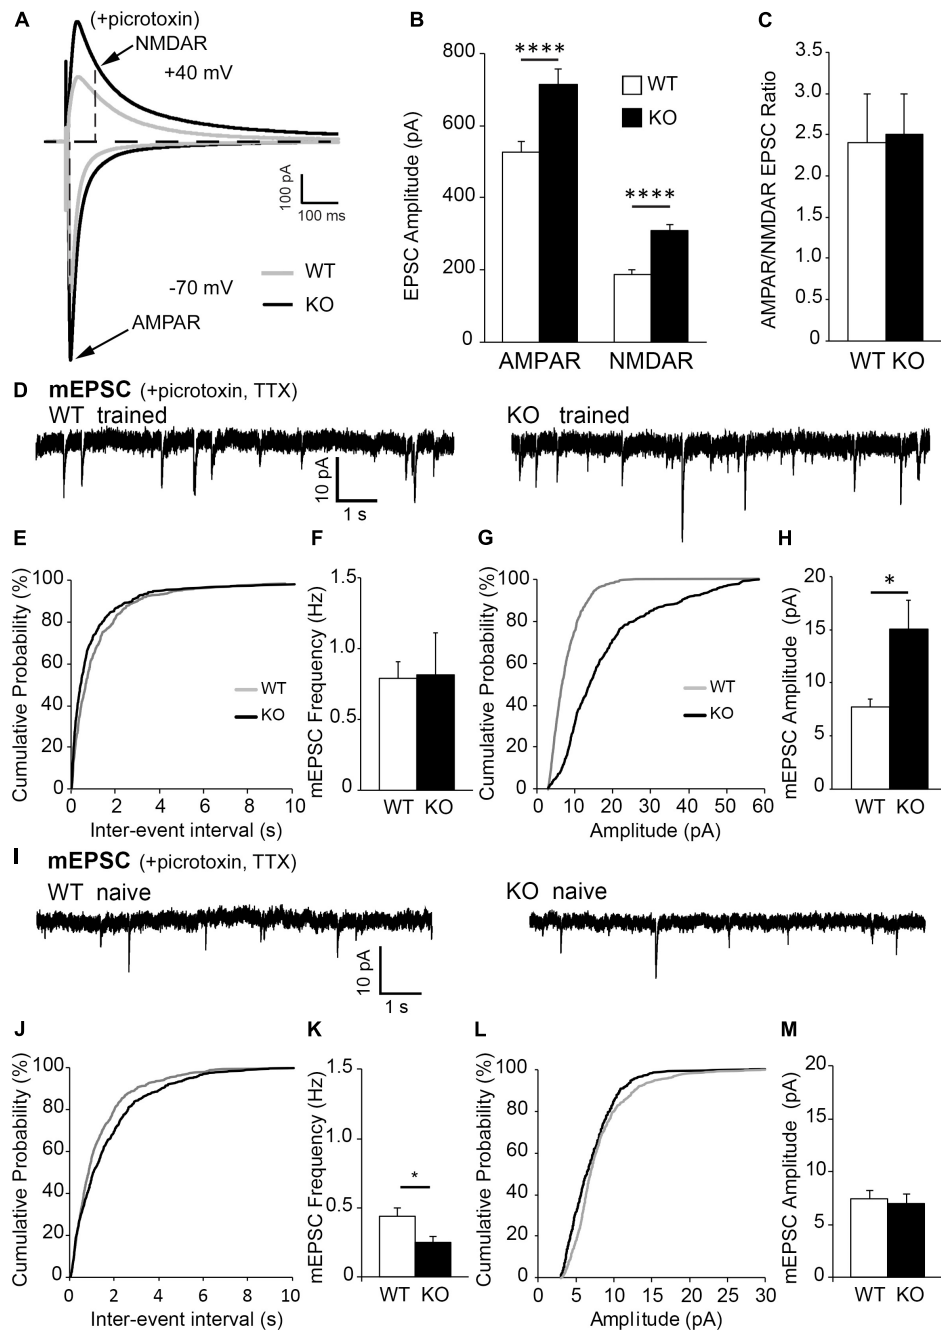 A
(+picrotoxin)
NMDAR
+40 mV
100 pA
100 ms
WT
KO
-70 mV
AMPAR
B
EPSC Amplitude (pA)
800
600
400
200
0
****
****
WT
KO
AMPAR
NMDAR
C
AMPAR/NMDAR EPSC Ratio
3.5
3.0
2.5
2.0
1.5
1.0
.5
0
WT KO
D mEPSC (+picrotoxin, TTX)
WT trained
KO trained
10 pA
1 s
E
Cumulative Probability (%)
100
80
60
40
20
0
WT
KO
0 2 4 6 8 10
Inter-event interval (s)
F
mEPSC Frequency (Hz)
1.5
1.0
0.5
0
WT KO
G
Cumulative Probability (%)
100
80
60
40
20
0
WT
KO
0 10 20 30 40 50 60
Amplitude (pA)
H
mEPSC Amplitude (pA)
20
15
10
5
0
*
WT KO
I mEPSC (+picrotoxin, TTX)
WT naive
KO naive
10 pA
1 s
J
Cumulative Probability (%)
100
80
60
40
20
0
0 2 4 6 8 10
Inter-event interval (s)
K
mEPSC Frequency (Hz)
1.5
1.0
0.5
0
*
WT KO
L
Cumulative Probability (%)
100
80
60
40
20
0
0 5 10 15 20 25 30
Amplitude (pA)
M
mEPSC Amplitude (pA)
20
15
10
5
0
WT KO